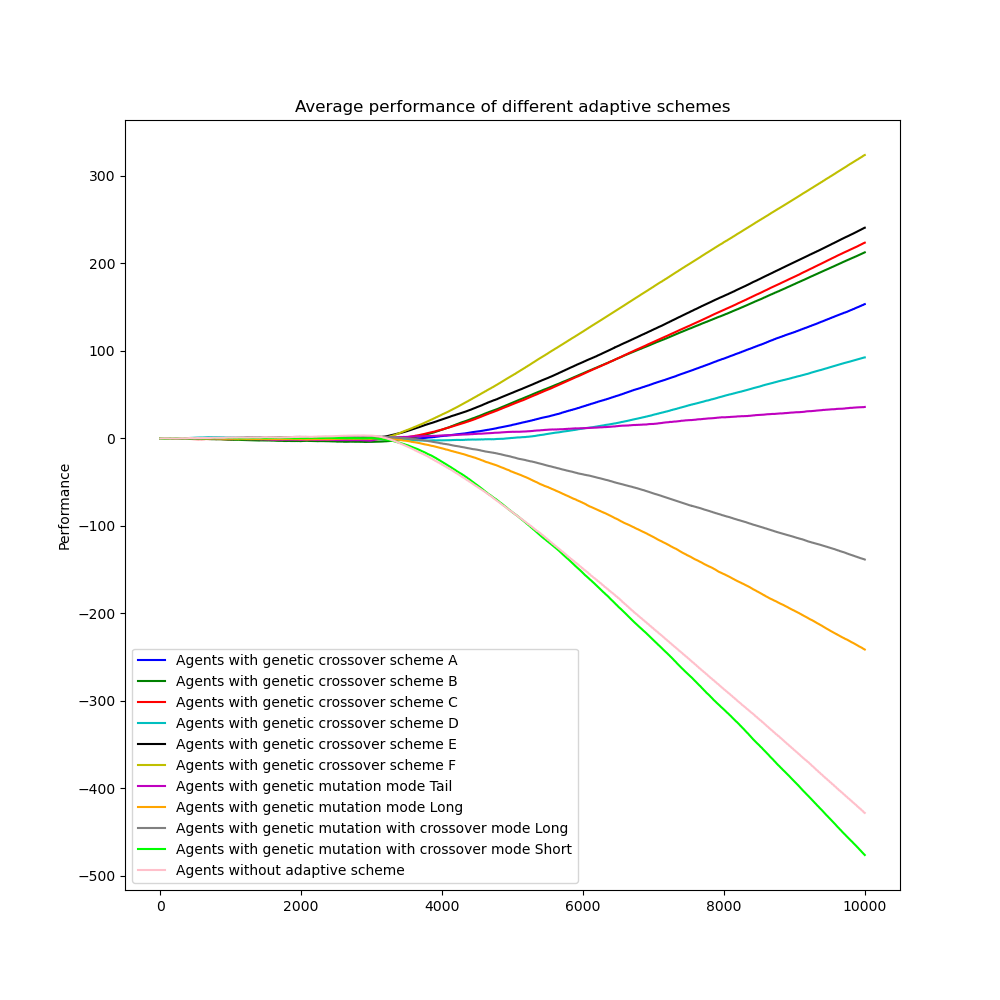 Average performance of different adaptive schemes
300
200
100
0
−100
−200
−300
−400
−500
Performance
Agents with genetic crossover scheme A
Agents with genetic crossover scheme B
Agents with genetic crossover scheme C
Agents with genetic crossover scheme D
Agents with genetic crossover scheme E
Agents with genetic crossover scheme F
Agents with genetic mutation mode Tail
Agents with genetic mutation mode Long
Agents with genetic mutation with crossover mode Long
Agents with genetic mutation with crossover mode Short
Agents without adaptive scheme
0 2000 4000 6000 8000 10000